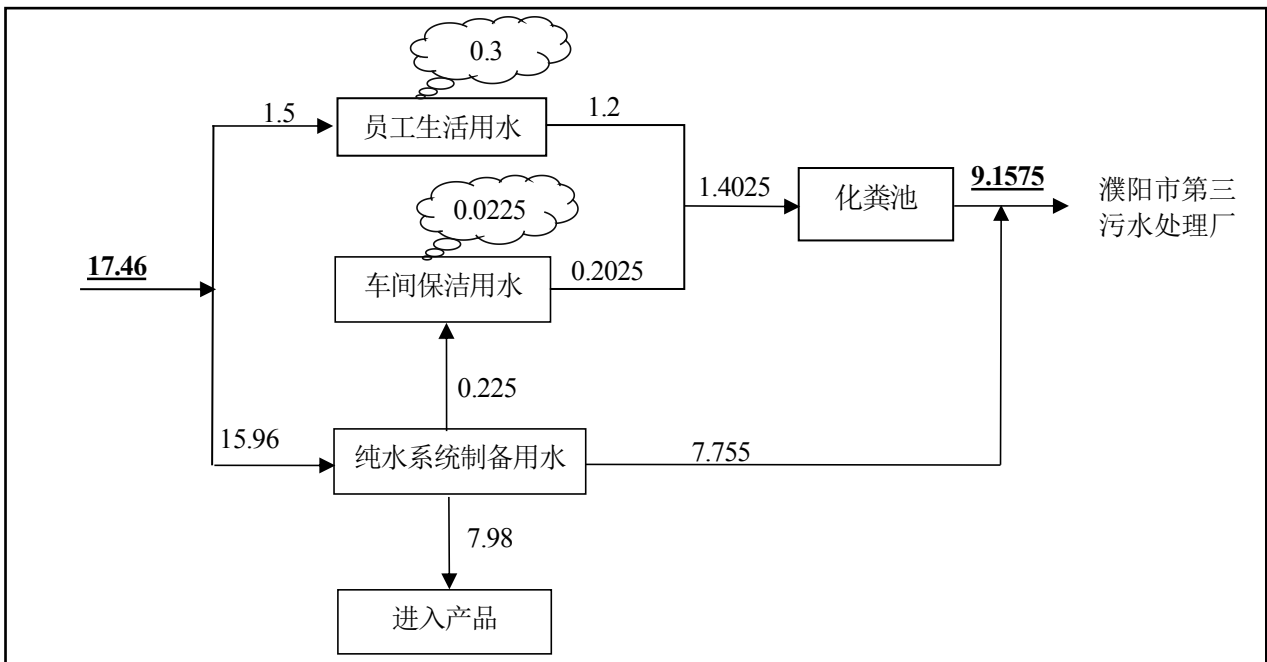 0.3
1.5
员工生活用水
1.2
1.4025
化粪池
9.1575
濮阳市第三
污水处理厂
0.0225
17.46
车间保洁用水
0.2025
0.225
15.96
纯水系统制备用水
7.755
7.98
进入产品